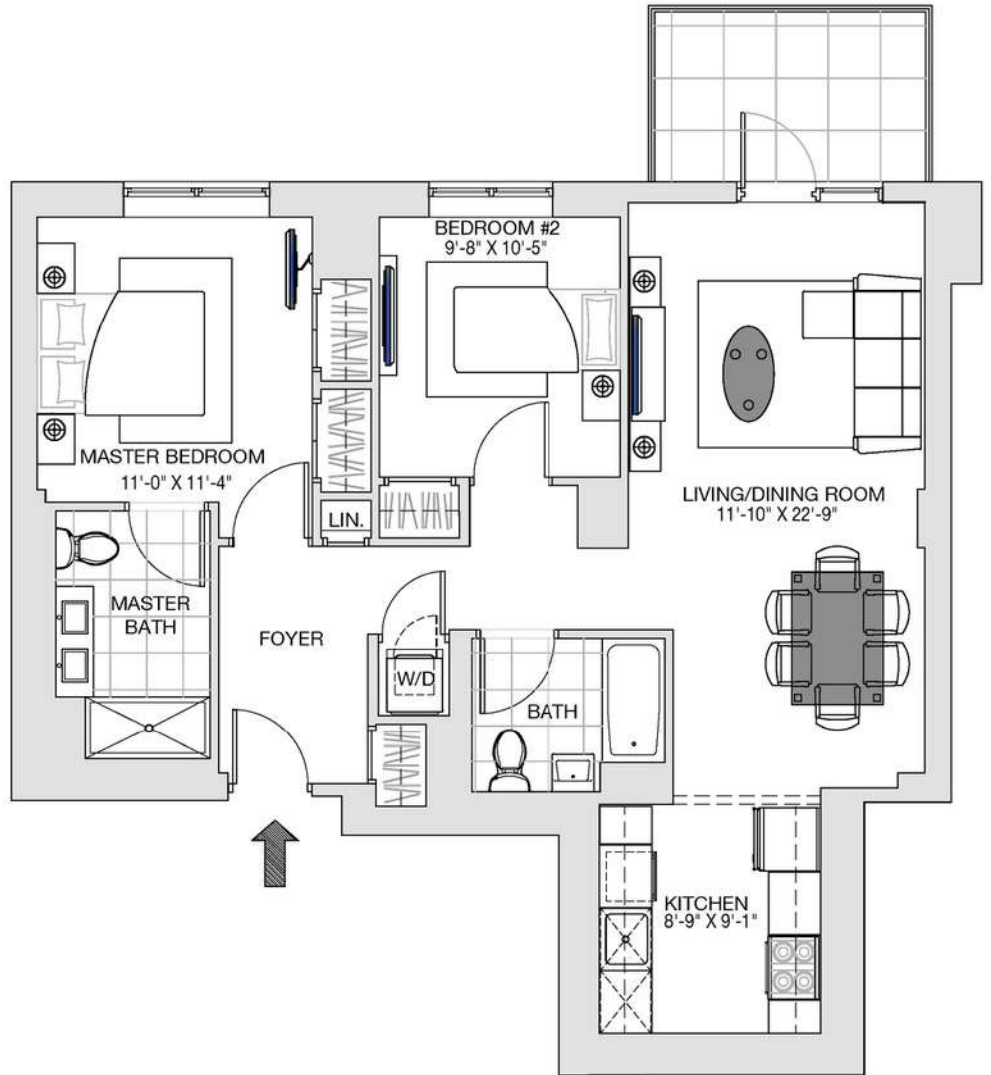 BEDROOM #2
9'-8" X 10'-5"
MASTER BEDROOM
11'-0" X 11'-4"
LIN.
LIVING/DINING ROOM
11'-10" X 22'-9"
MASTER
BATH
FOYER
W/D
BATH
KITCHEN
8'-9" X 9'-1"